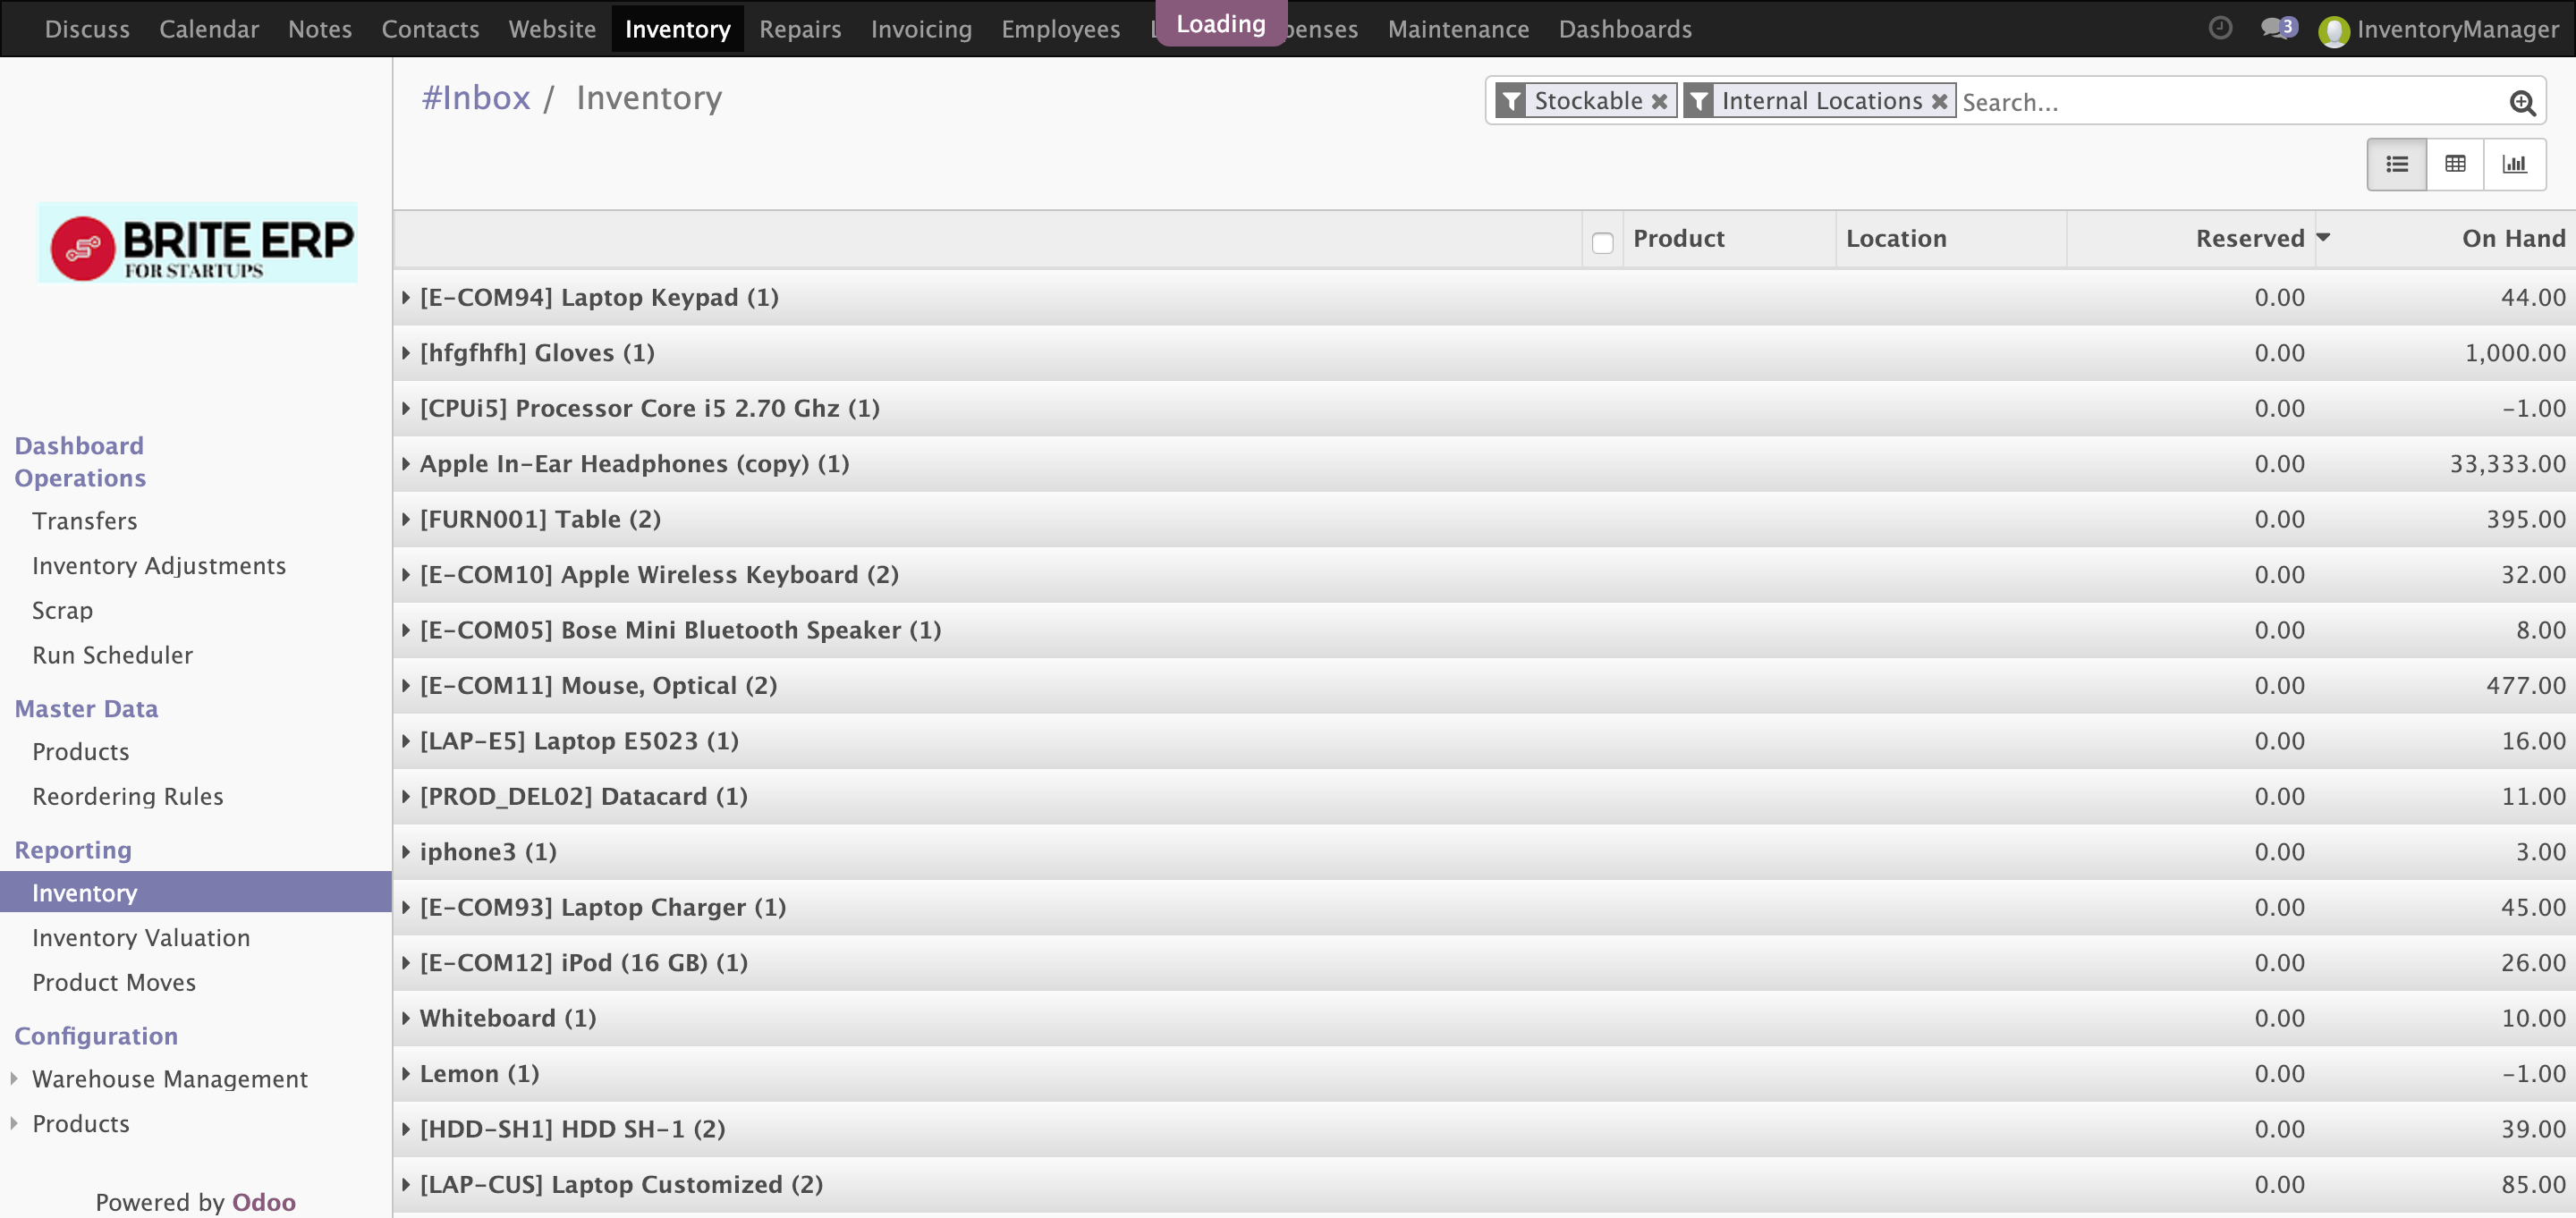 Discuss Calendar Notes Contacts Website Inventory Repairs Invoicing Employees Loading Maintenance Dashboards 3 InventoryManager
#Inbox / Inventory
Stockable Internal Locations Search...
BRITE ERP
FOR STARTUPS
Dashboard
Operations
Transfers
Inventory Adjustments
Scrap
Run Scheduler
Master Data
Products
Reordering Rules
Reporting
Inventory
Inventory Valuation
Product Moves
Configuration
Warehouse Management
Products
Powered by Odoo
Product Location Reserved On Hand
[E-COM94] Laptop Keypad (1) 0.00 44.00
[hfgfhfh] Gloves (1) 0.00 1,000.00
[CPUi5] Processor Core i5 2.70 Ghz (1) 0.00 -1.00
Apple In-Ear Headphones (copy) (1) 0.00 33,333.00
[FURN001] Table (2) 0.00 395.00
[E-COM10] Apple Wireless Keyboard (2) 0.00 32.00
[E-COM05] Bose Mini Bluetooth Speaker (1) 0.00 8.00
[E-COM11] Mouse, Optical (2) 0.00 477.00
[LAP-E5] Laptop E5023 (1) 0.00 16.00
[PROD_DEL02] Datacard (1) 0.00 11.00
iphone3 (1) 0.00 3.00
[E-COM93] Laptop Charger (1) 0.00 45.00
[E-COM12] iPod (16 GB) (1) 0.00 26.00
Whiteboard (1) 0.00 10.00
Lemon (1) 0.00 -1.00
[HDD-SH1] HDD SH-1 (2) 0.00 39.00
[LAP-CUS] Laptop Customized (2) 0.00 85.00